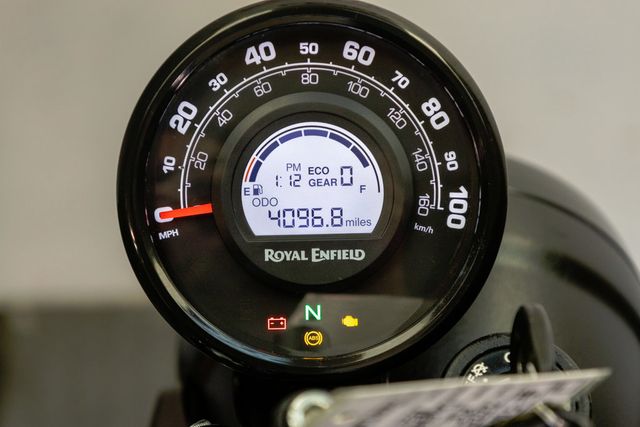 0 10 20 30 40 50 60 70 80 90 100
MPH
20 40 60 80 100 120 140 160
km/h
PM ECO
1:12 GEAR 0
E F
ODO
4096.8 miles
ROYAL ENFIELD
N
ABS